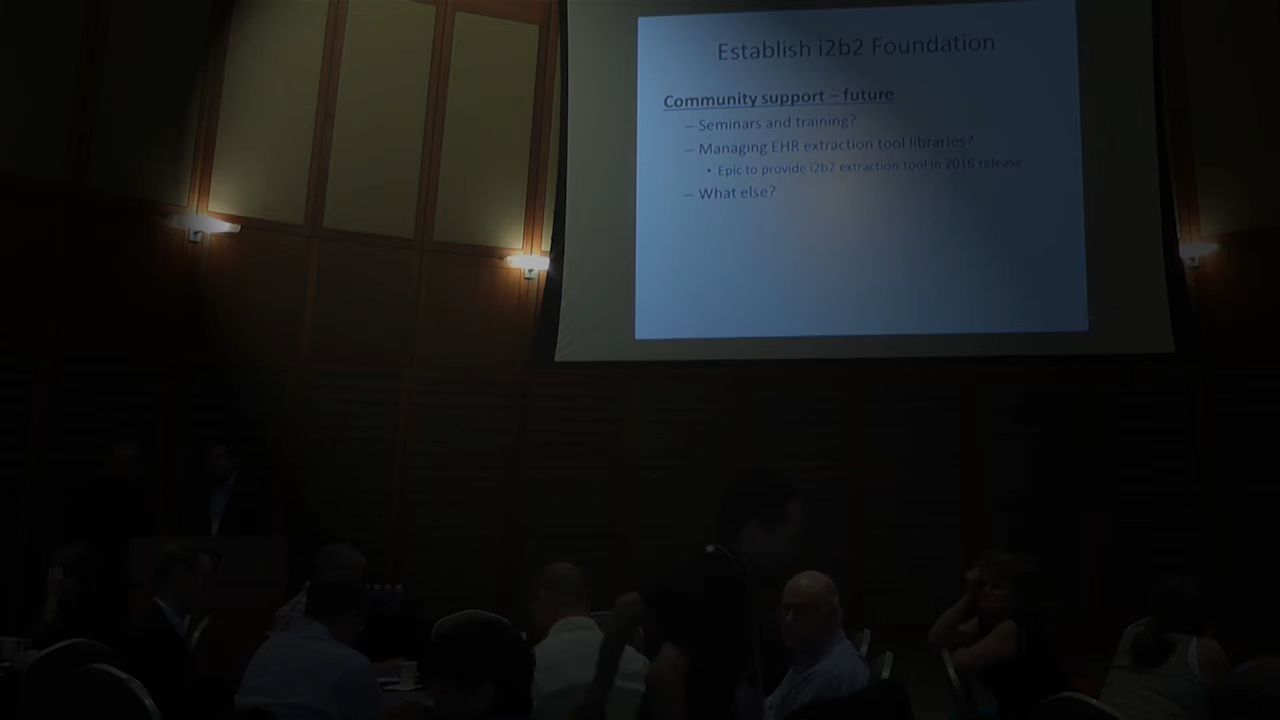 Establish i2b2 Foundation
Community support – future
– Seminars and training?
– Managing EHR extraction tool libraries?
• Epic to provide i2b2 extraction tool in 2016 release
– What else?